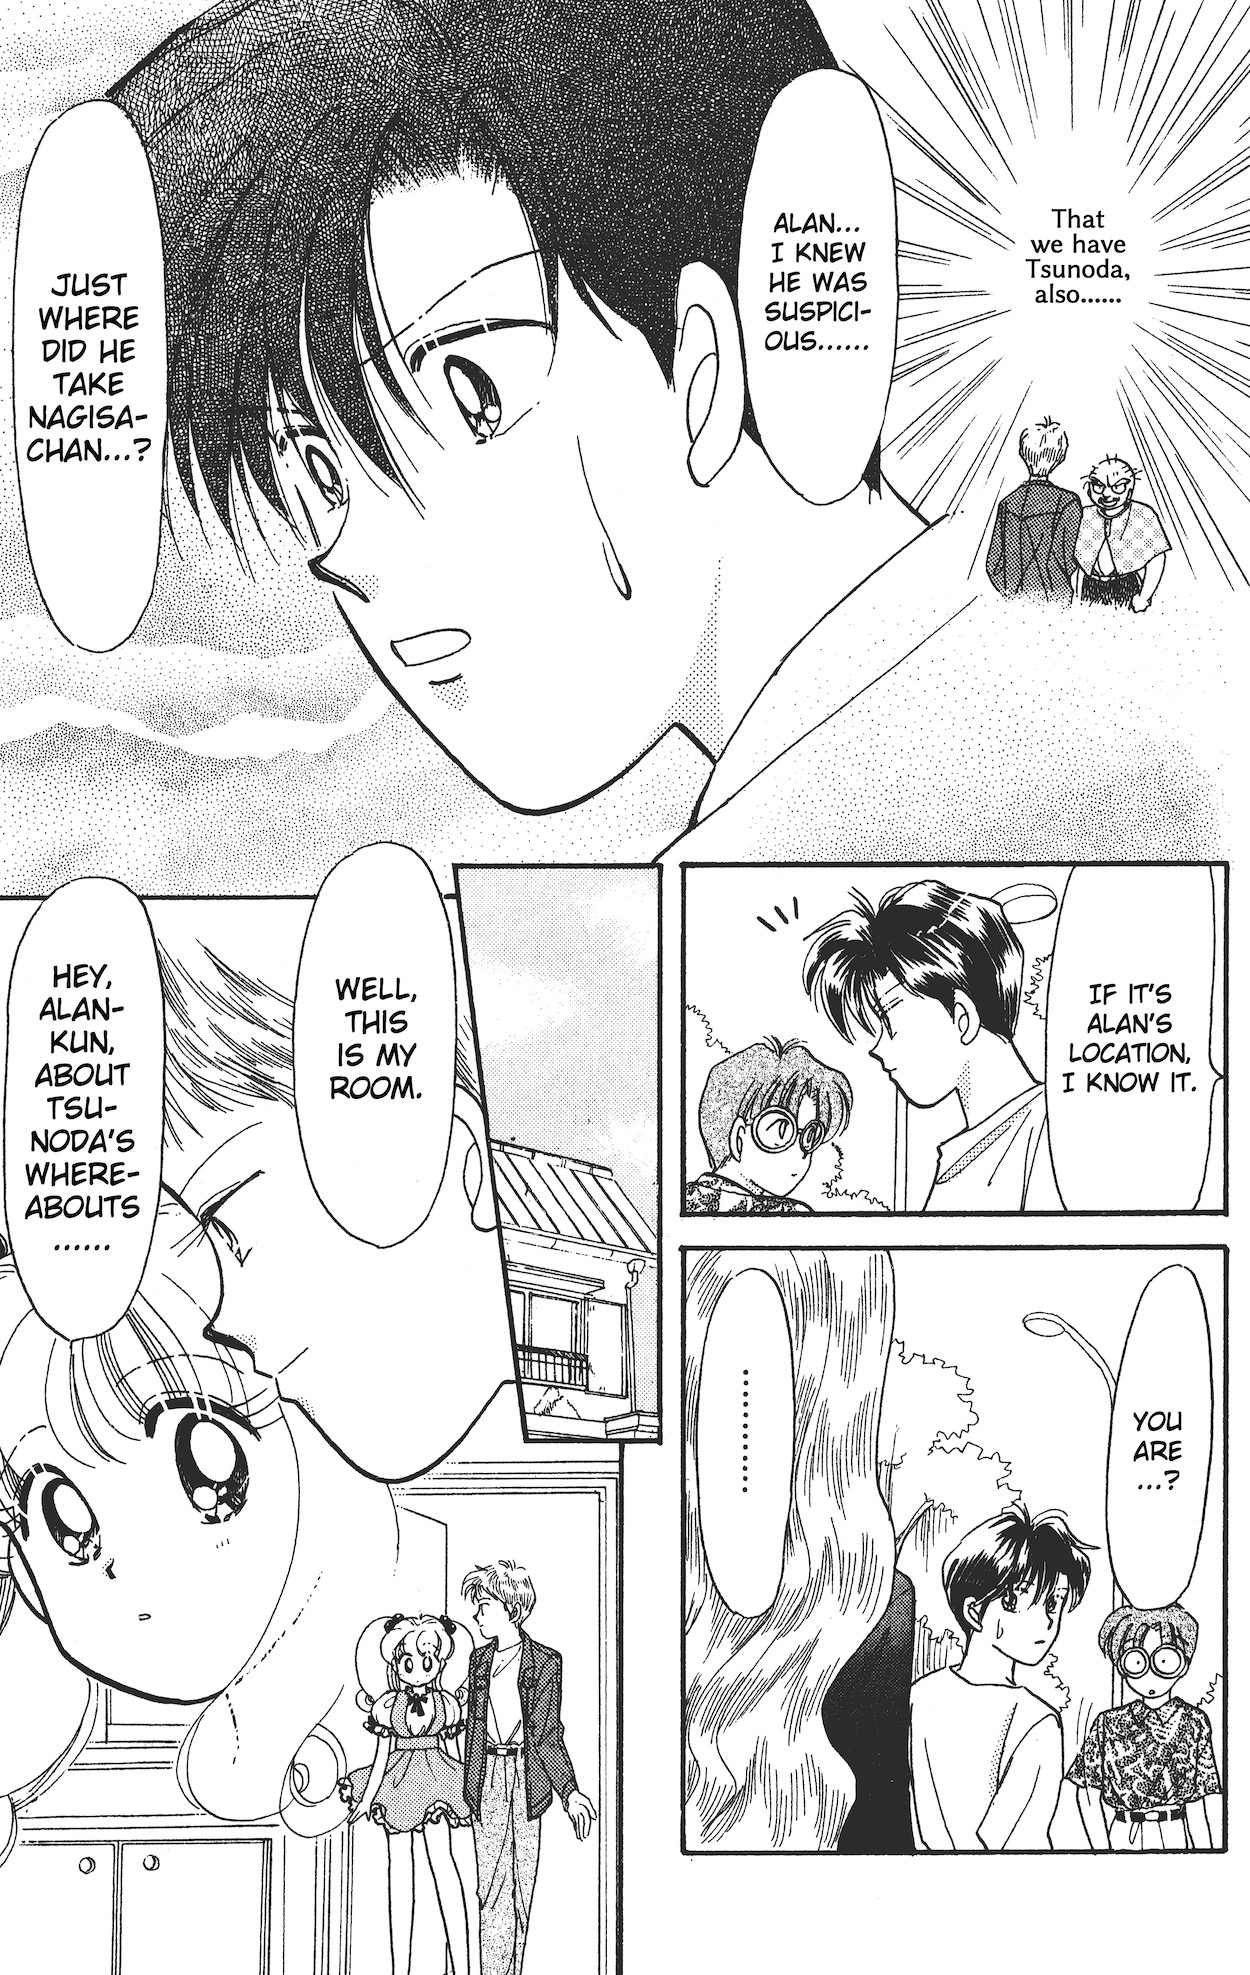 That
we have
Tsunoda,
also......
ALAN...
I KNEW
HE WAS
SUSPICI-
OUS......
JUST
WHERE
DID HE
TAKE
NAGISA-
CHAN...?
IF IT'S
ALAN'S
LOCATION,
I KNOW IT.
YOU
ARE
...?
..........
WELL,
THIS
IS MY
ROOM.
HEY,
ALAN-
KUN,
ABOUT
TSU-
NODA'S
WHERE-
ABOUTS
......